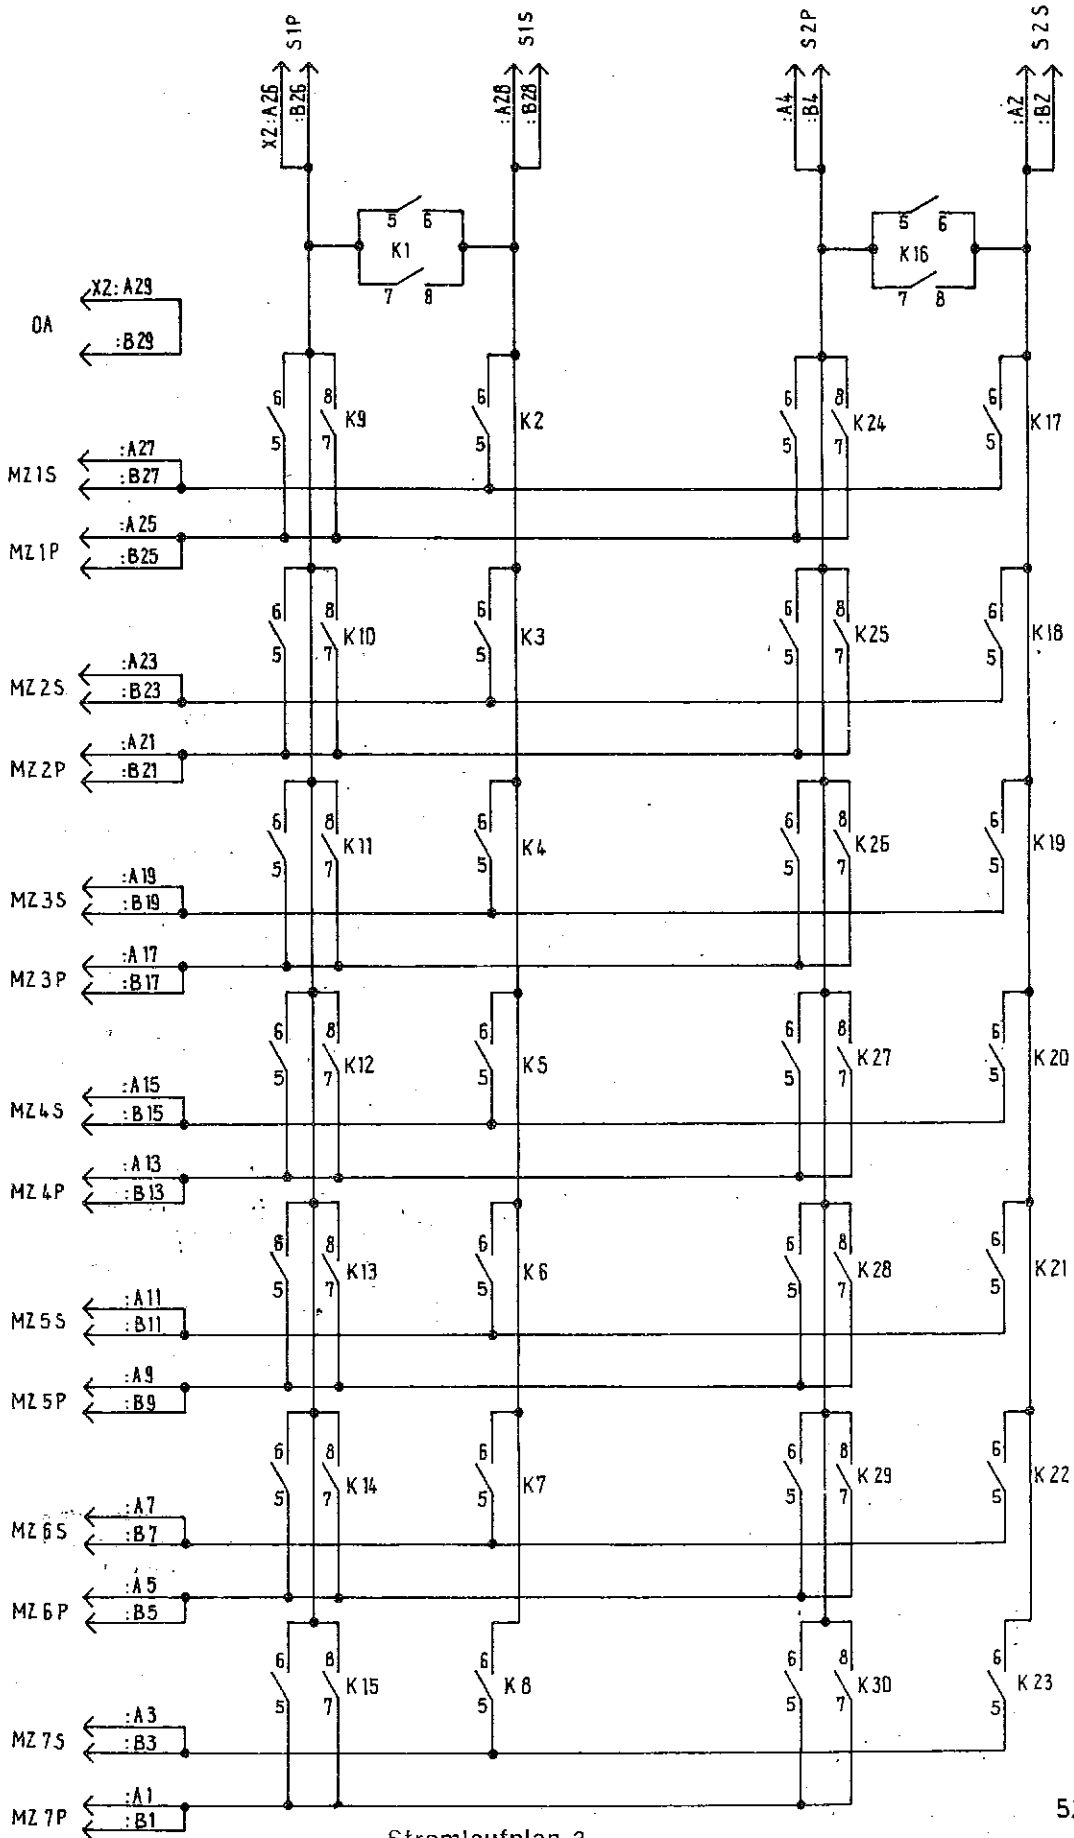 S1P S1S S2P S2S
X2:A26 :B26 :A28 :B28 :A4 :B4 :A2 :B2
5 6 5 6
K1 K16
7 8 7 8
X2:A29
0A
:B29
6 8 K9 6 K2 6 8 K24 6 K17
5 7 5 5 7 5
:A27
MZ1S :B27
:A25
MZ1P :B25
6 8 K10 6 K3 6 8 K25 6 K18
5 7 5 5 7 5
:A23
MZ2S :B23
:A21
MZ2P :B21
6 8 K11 6 K4 6 8 K26 6 K19
5 7 5 5 7 5
:A19
MZ3S :B19
:A17
MZ3P :B17
6 8 K12 6 K5 6 8 K27 6 K20
5 7 5 5 7 5
:A15
MZ4S :B15
:A13
MZ4P :B13
6 8 K13 6 K6 6 8 K28 6 K21
5 7 5 5 7 5
:A11
MZ5S :B11
:A9
MZ5P :B9
6 8 K14 6 K7 6 8 K29 6 K22
5 7 5 5 7 5
:A7
MZ6S :B7
:A5
MZ6P :B5
6 8 K15 6 K8 6 8 K30 6 K23
5 7 5 5 7 5
:A3
MZ7S :B3
:A1
MZ7P :B1
Stromlaufplan